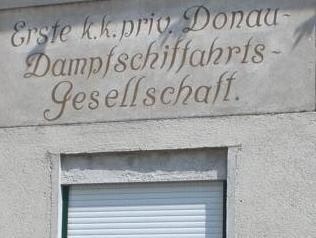 Erste k.k. priv. Donau-
Dampfschiffahrts-
Gesellschaft.